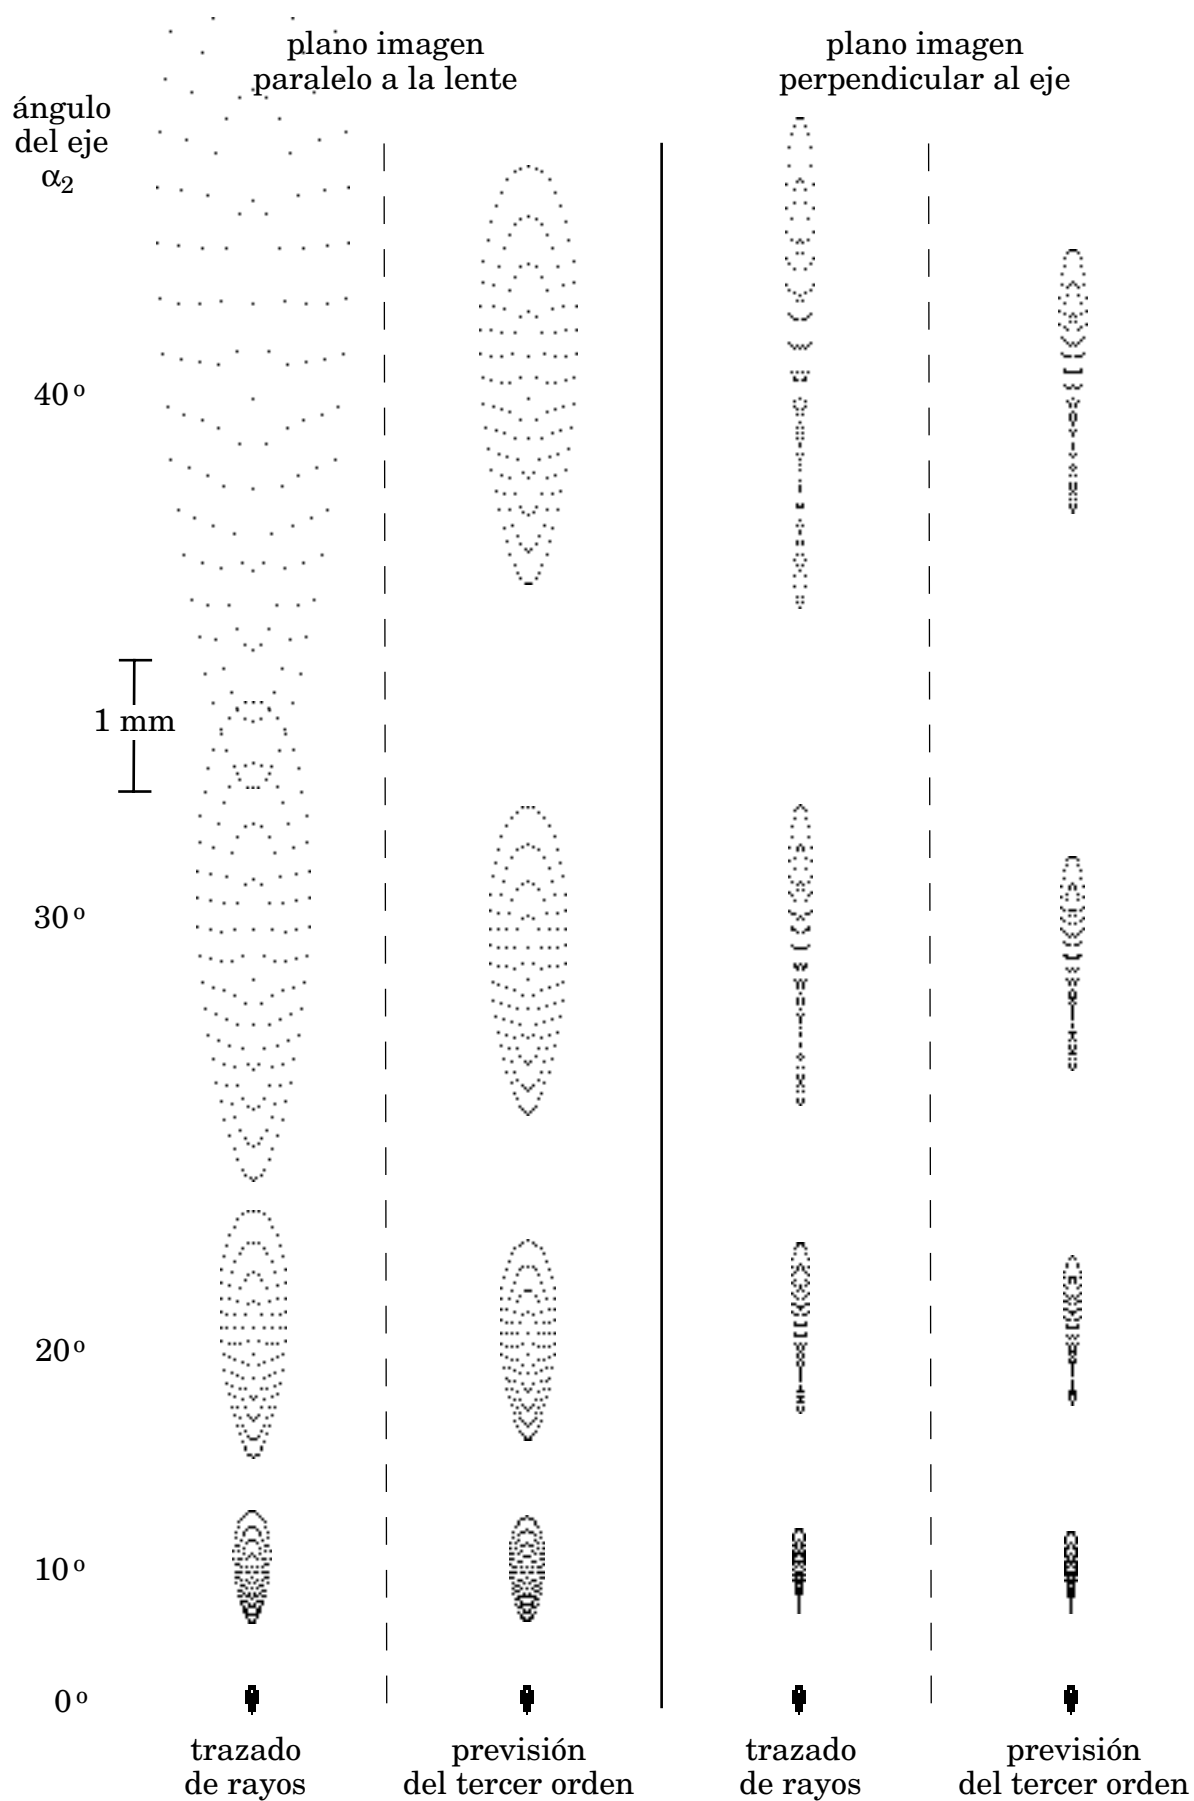 plano imagen
paralelo a la lente
plano imagen
perpendicular al eje
ángulo
del eje
α₂
40º
1 mm
30º
20º
10º
0º
trazado
de rayos
previsión
del tercer orden
trazado
de rayos
previsión
del tercer orden